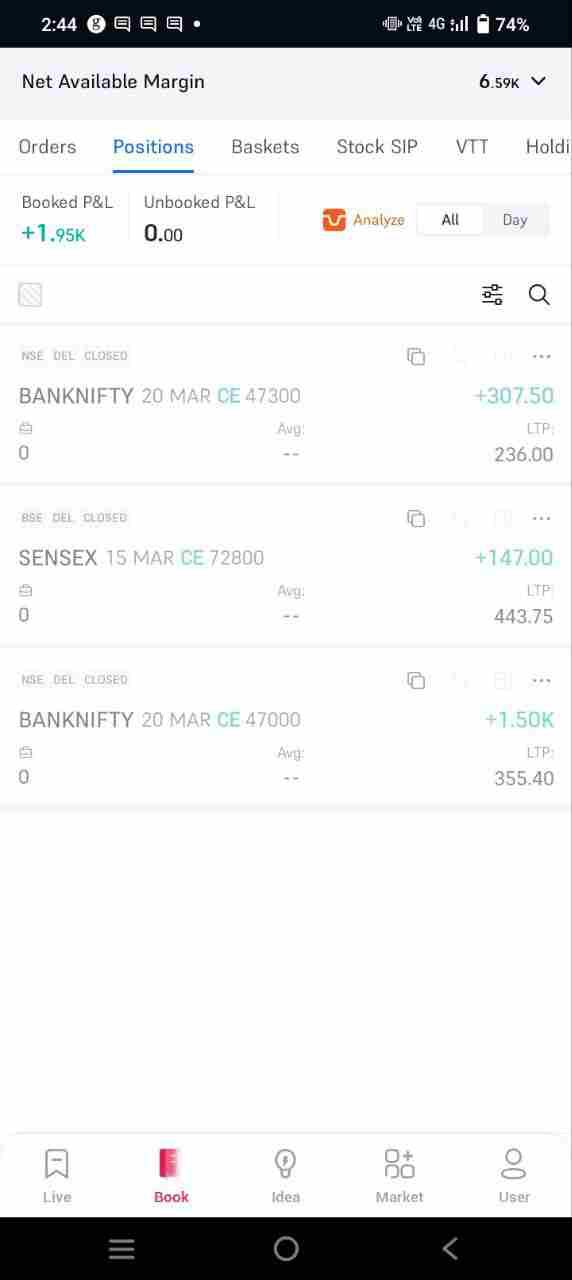 2:44 g VoLTE 4G 74%
Net Available Margin 6.59K
Orders Positions Baskets Stock SIP VTT Holdi
Booked P&L Unbooked P&L
+1.95K 0.00 Analyze All Day
NSE DEL CLOSED
BANKNIFTY 20 MAR CE 47300 +307.50
Avg: LTP:
0 -- 236.00
BSE DEL CLOSED
SENSEX 15 MAR CE 72800 +147.00
Avg: LTP:
0 -- 443.75
NSE DEL CLOSED
BANKNIFTY 20 MAR CE 47000 +1.50K
Avg: LTP:
0 -- 355.40
Live Book Idea Market User